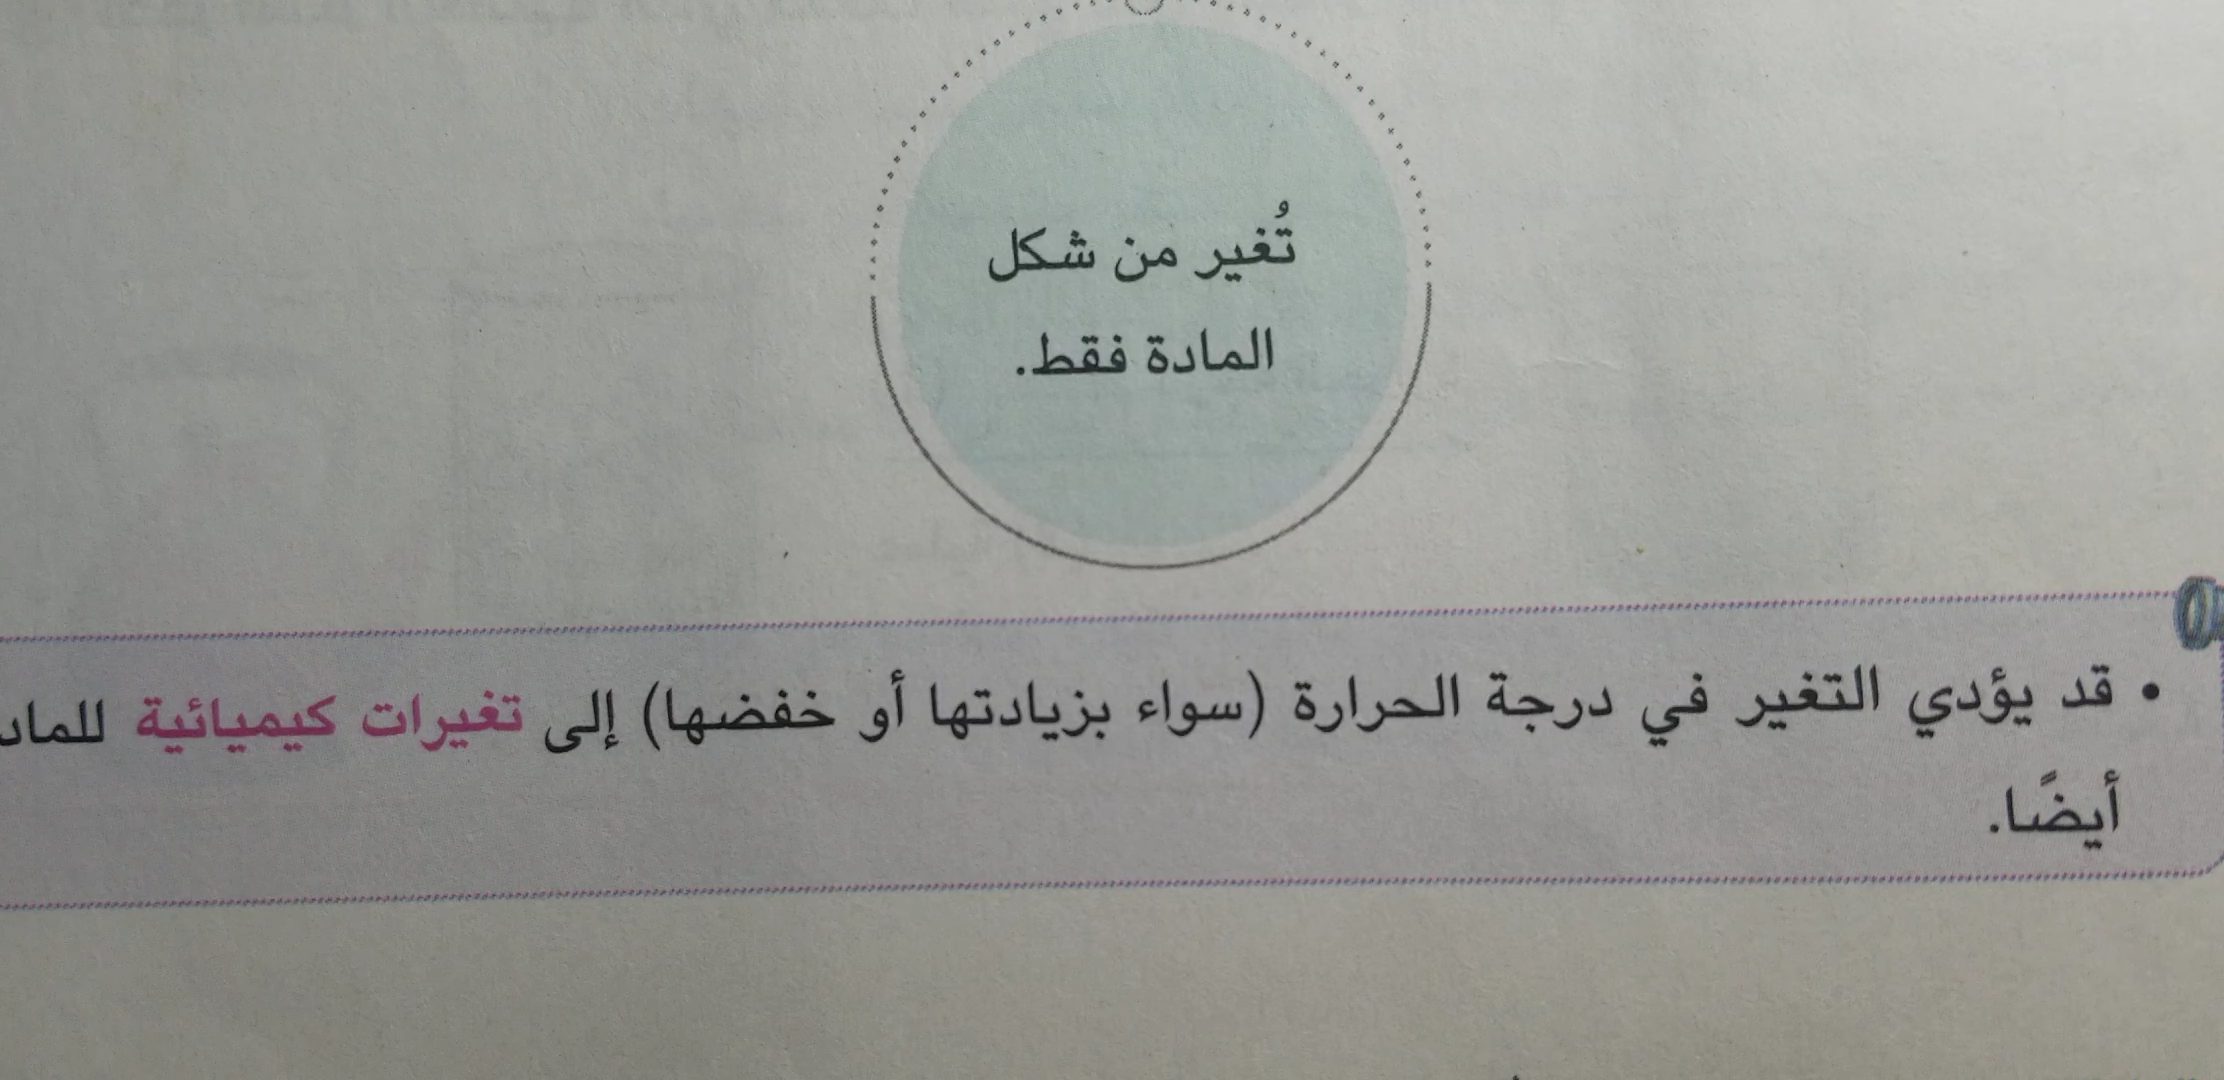 تُغير من شكل
المادة فقط.
• قد يؤدي التغير في درجة الحرارة (سواء بزيادتها أو خفضها) إلى تغيرات كيميائية
أيضًا.